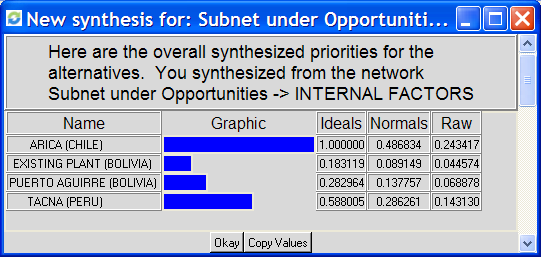 New synthesis for: Subnet under Opportuniti...
Here are the overall synthesized priorities for the
alternatives. You synthesized from the network
Subnet under Opportunities -> INTERNAL FACTORS
Name Graphic Ideals Normals Raw
ARICA (CHILE) 1.000000 0.486834 0.243417
EXISTING PLANT (BOLIVIA) 0.183119 0.089149 0.044574
PUERTO AGUIRRE (BOLIVIA) 0.282964 0.137757 0.068878
TACNA (PERU) 0.588005 0.286261 0.143130
Okay Copy Values